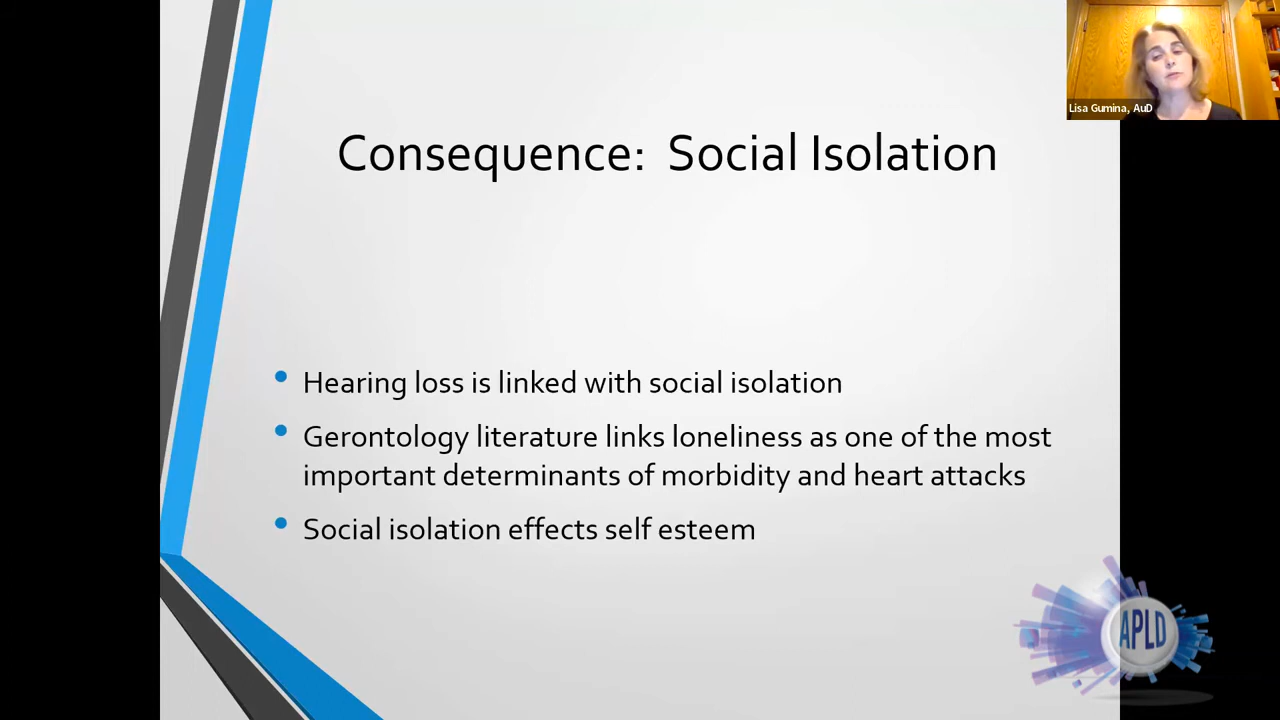 Lisa Gumina, AuD
Consequence: Social Isolation
Hearing loss is linked with social isolation
Gerontology literature links loneliness as one of the most
important determinants of morbidity and heart attacks
Social isolation effects self esteem
APLD